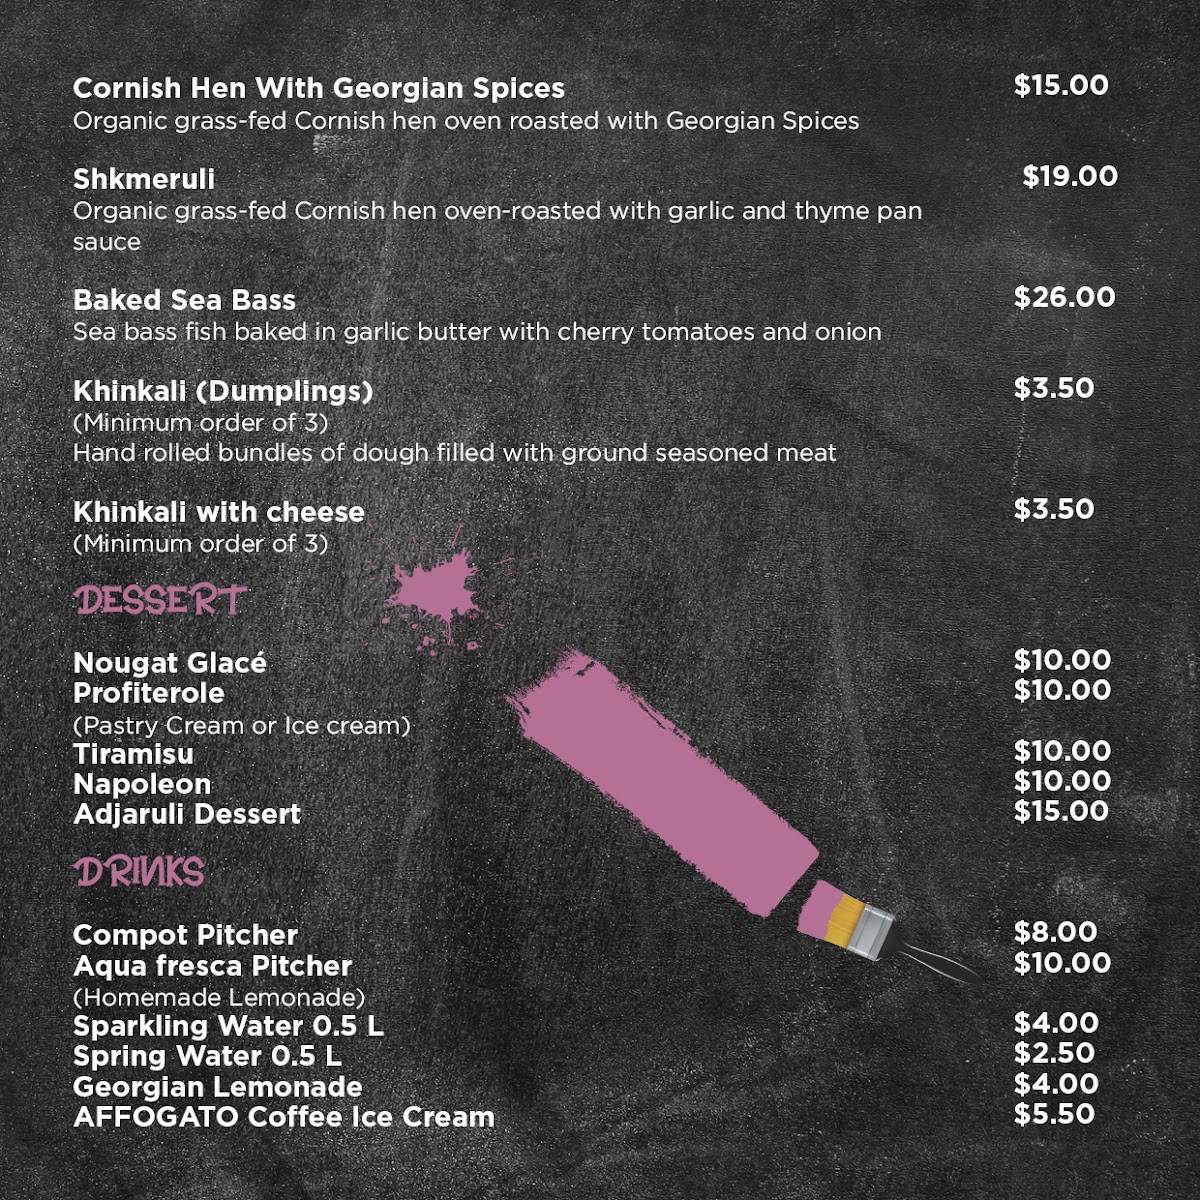 Cornish Hen With Georgian Spices $15.00
Organic grass-fed Cornish hen oven roasted with Georgian Spices
Shkmeruli $19.00
Organic grass-fed Cornish hen oven-roasted with garlic and thyme pan
sauce
Baked Sea Bass $26.00
Sea bass fish baked in garlic butter with cherry tomatoes and onion
Khinkali (Dumplings) $3.50
(Minimum order of 3)
Hand rolled bundles of dough filled with ground seasoned meat
Khinkali with cheese $3.50
(Minimum order of 3)
DESSERT
Nougat Glacé $10.00
Profiterole $10.00
(Pastry Cream or Ice cream)
Tiramisu $10.00
Napoleon $10.00
Adjaruli Dessert $15.00
DRINKS
Compot Pitcher $8.00
Aqua fresca Pitcher $10.00
(Homemade Lemonade)
Sparkling Water 0.5 L $4.00
Spring Water 0.5 L $2.50
Georgian Lemonade $4.00
AFFOGATO Coffee Ice Cream $5.50